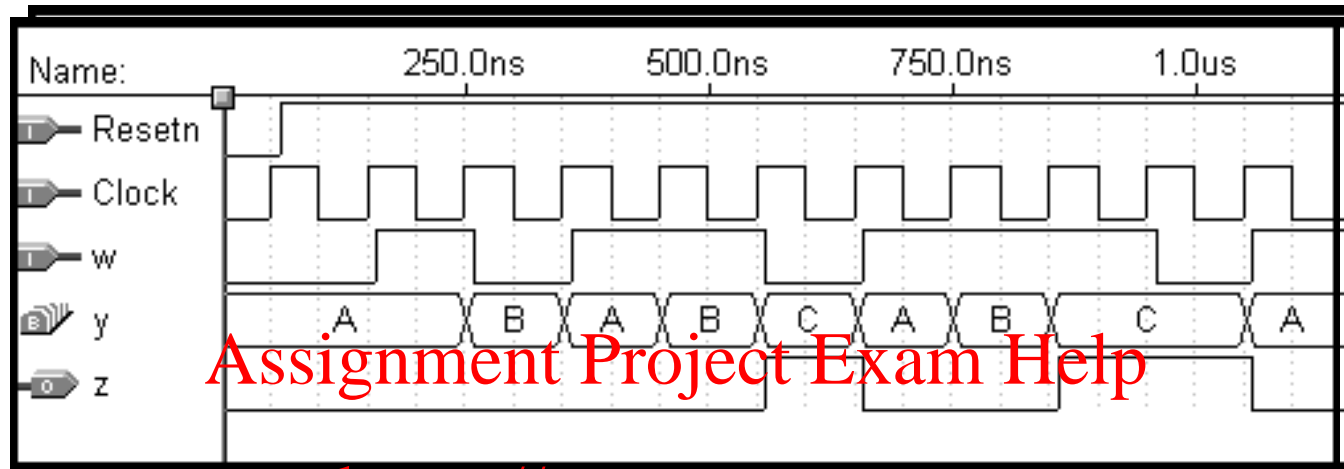 Name: 250.0ns 500.0ns 750.0ns 1.0us
Resetn
Clock
w
y A B A B C A B C A
z
Assignment Project Exam Help